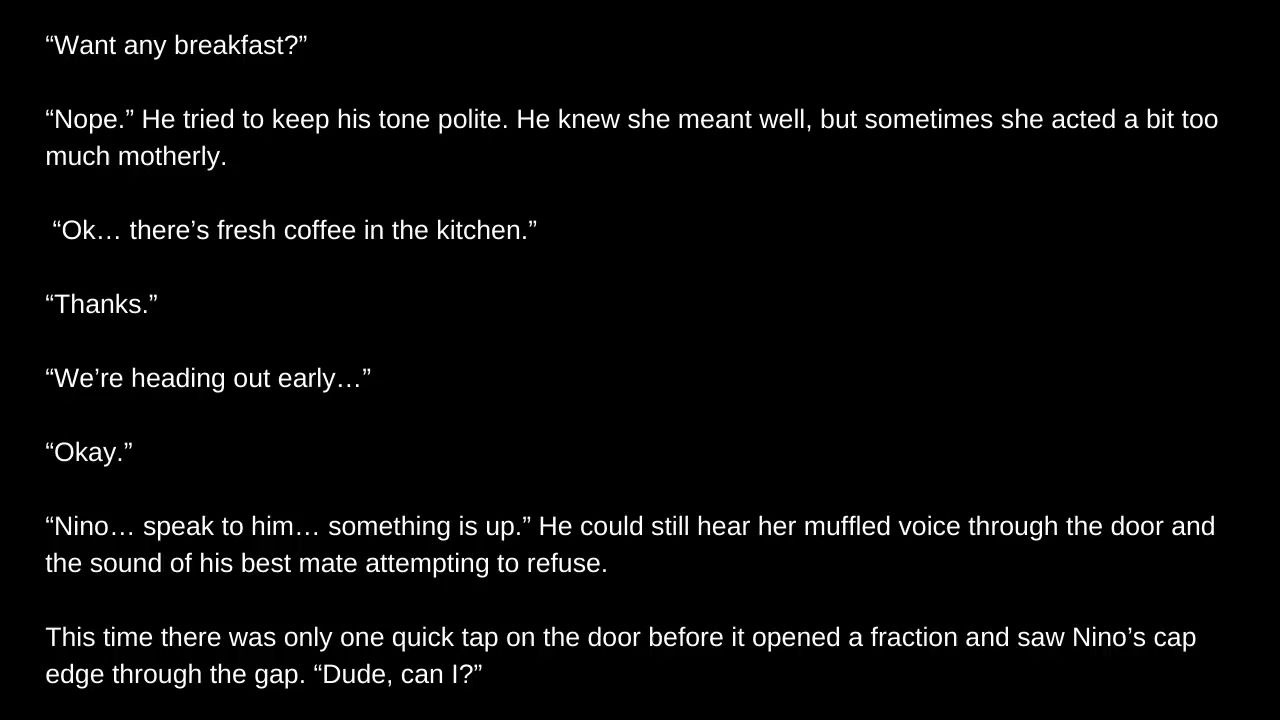 “Want any breakfast?”
“Nope.” He tried to keep his tone polite. He knew she meant well, but sometimes she acted a bit too
much motherly.
“Ok… there’s fresh coffee in the kitchen.”
“Thanks.”
“We’re heading out early…”
“Okay.”
“Nino… speak to him… something is up.” He could still hear her muffled voice through the door and
the sound of his best mate attempting to refuse.
This time there was only one quick tap on the door before it opened a fraction and saw Nino’s cap
edge through the gap. “Dude, can I?”